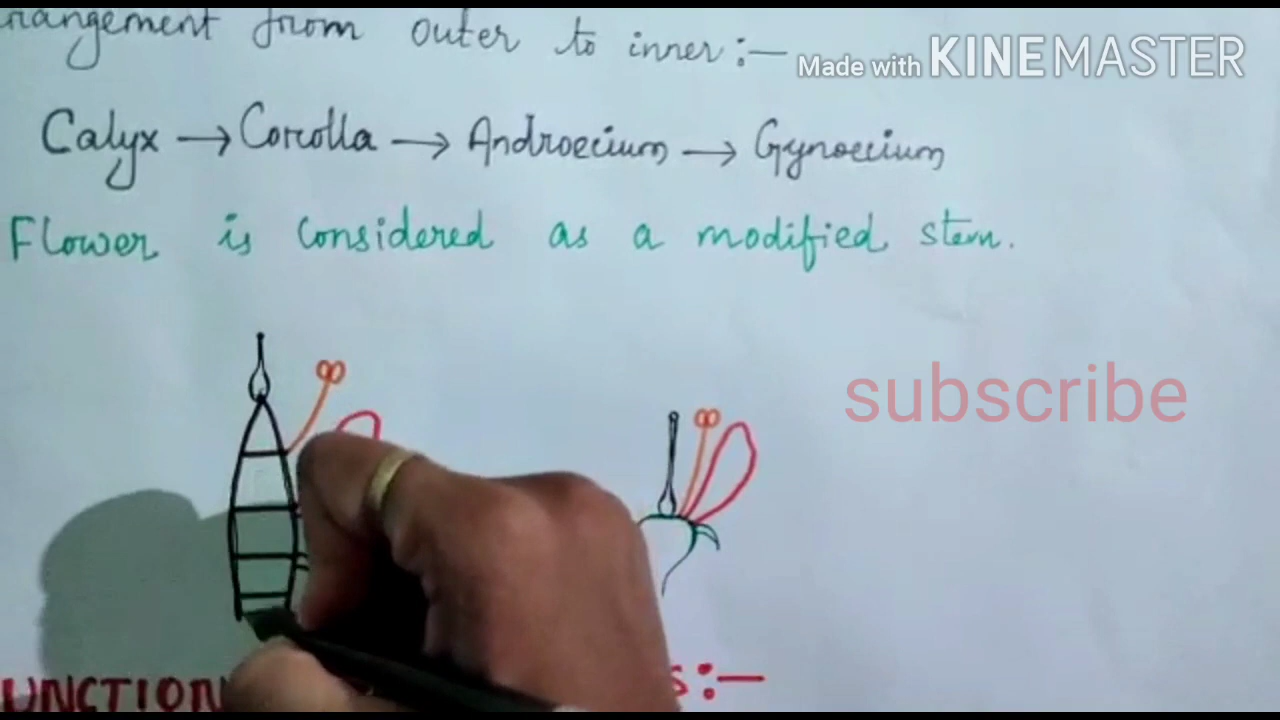 rangement from outer to inner:—
Made with KINEMASTER
Calyx → Corolla → Androecium → Gynoecium
Flower is considered as a modified stem.
subscribe
UNCTION s:—